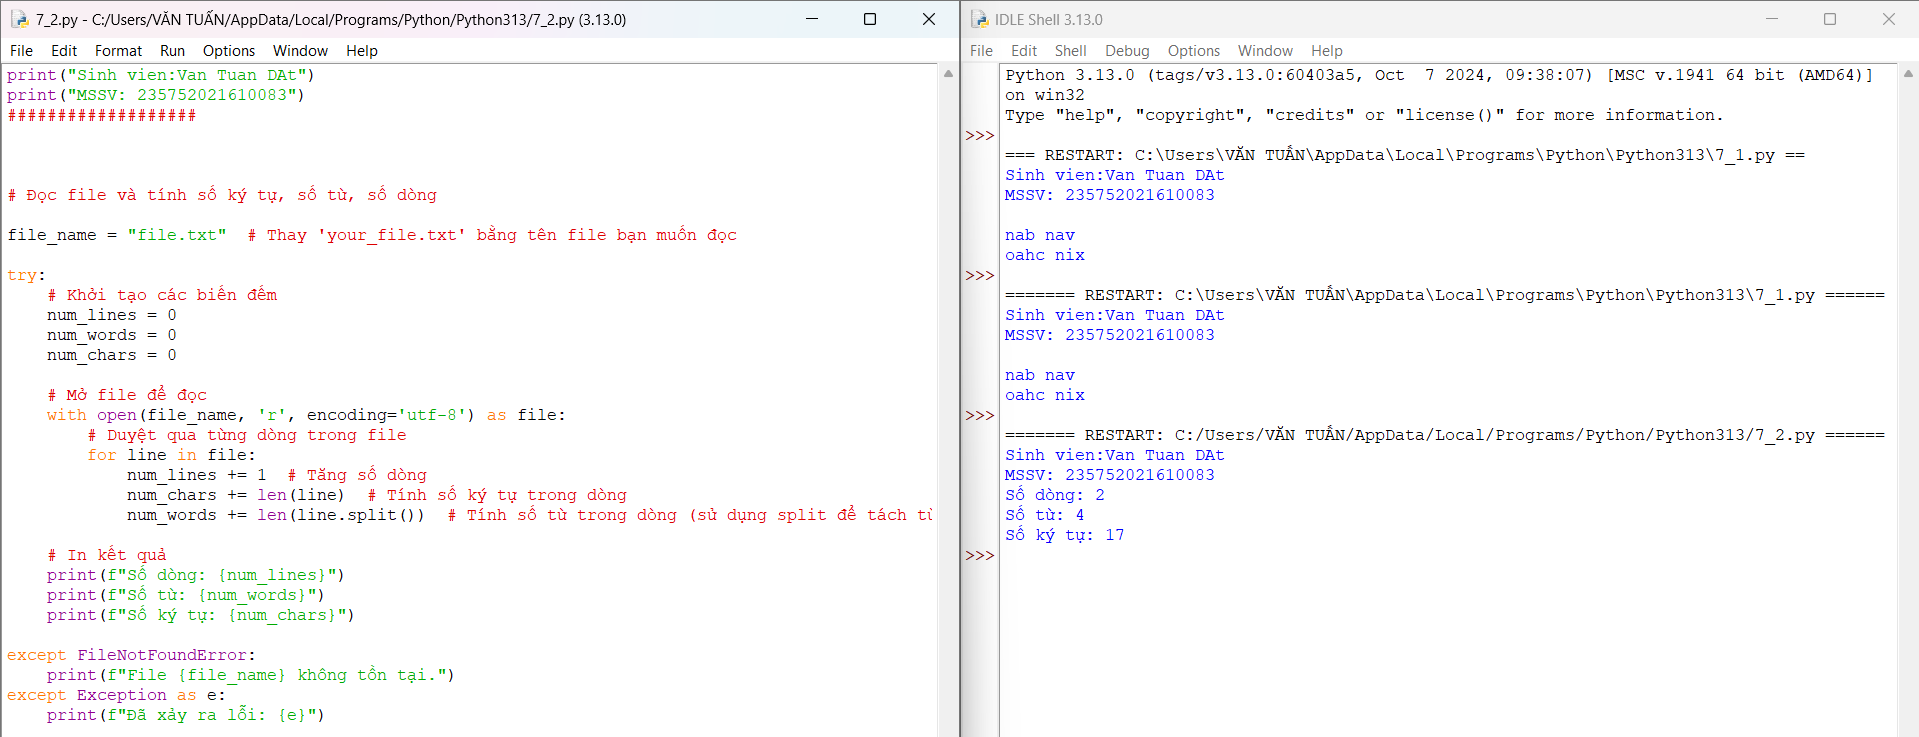 7_2.py - C:/Users/VĂN TUẤN/AppData/Local/Programs/Python/Python313/7_2.py (3.13.0)
File Edit Format Run Options Window Help
print("Sinh vien:Van Tuan DAt")
print("MSSV: 235752021610083")
###################
# Đọc file và tính số ký tự, số từ, số dòng
file_name = "file.txt"  # Thay 'your_file.txt' bằng tên file bạn muốn đọc
try:
    # Khởi tạo các biến đếm
    num_lines = 0
    num_words = 0
    num_chars = 0
    # Mở file để đọc
    with open(file_name, 'r', encoding='utf-8') as file:
        # Duyệt qua từng dòng trong file
        for line in file:
            num_lines += 1  # Tăng số dòng
            num_chars += len(line)  # Tính số ký tự trong dòng
            num_words += len(line.split())  # Tính số từ trong dòng (sử dụng split để tách từ
    # In kết quả
    print(f"Số dòng: {num_lines}")
    print(f"Số từ: {num_words}")
    print(f"Số ký tự: {num_chars}")
except FileNotFoundError:
    print(f"File {file_name} không tồn tại.")
except Exception as e:
    print(f"Đã xảy ra lỗi: {e}")
IDLE Shell 3.13.0
File Edit Shell Debug Options Window Help
Python 3.13.0 (tags/v3.13.0:60403a5, Oct  7 2024, 09:38:07) [MSC v.1941 64 bit (AMD64)]
on win32
Type "help", "copyright", "credits" or "license()" for more information.
>>>
=== RESTART: C:\Users\VĂN TUẤN\AppData\Local\Programs\Python\Python313\7_1.py ==
Sinh vien:Van Tuan DAt
MSSV: 235752021610083
nab nav
oahc nix
>>>
======= RESTART: C:\Users\VĂN TUẤN\AppData\Local\Programs\Python\Python313\7_1.py ======
Sinh vien:Van Tuan DAt
MSSV: 235752021610083
nab nav
oahc nix
>>>
======= RESTART: C:/Users/VĂN TUẤN/AppData/Local/Programs/Python/Python313/7_2.py ======
Sinh vien:Van Tuan DAt
MSSV: 235752021610083
Số dòng: 2
Số từ: 4
Số ký tự: 17
>>>